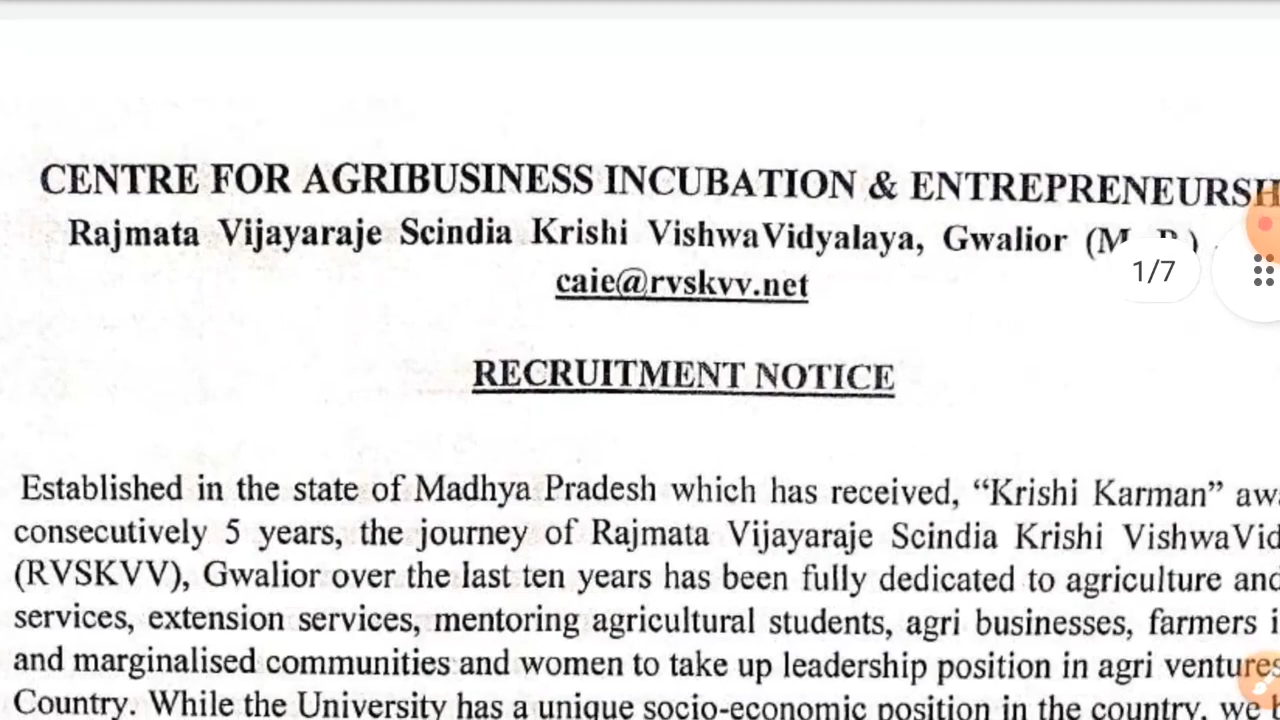 CENTRE FOR AGRIBUSINESS INCUBATION & ENTREPRENEURSH
Rajmata Vijayaraje Scindia Krishi VishwaVidyalaya, Gwalior
1/7
caie@rvskvv.net
RECRUITMENT NOTICE
Established in the state of Madhya Pradesh which has received, “Krishi Karman”
consecutively 5 years, the journey of Rajmata Vijayaraje Scindia Krishi VishwaVid
(RVSKVV), Gwalior over the last ten years has been fully dedicated to agriculture and
services, extension services, mentoring agricultural students, agri businesses, farmers
and marginalised communities and women to take up leadership position in agri ventures
Country. While the University has a unique socio-economic position in the country, we